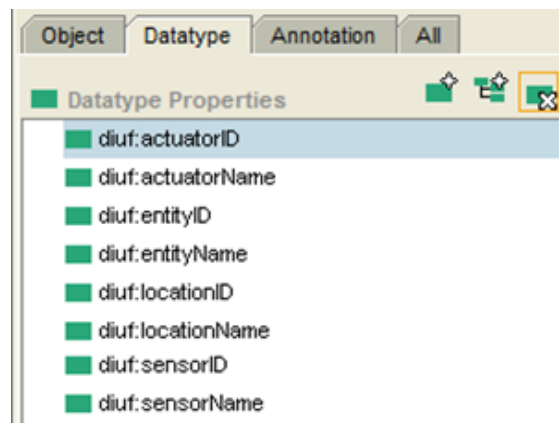 Object Datatype Annotation All
Datatype Properties
diuf:actuatorID
diuf:actuatorName
diuf:entityID
diuf:entityName
diuf:locationID
diuf:locationName
diuf:sensorID
diuf:sensorName